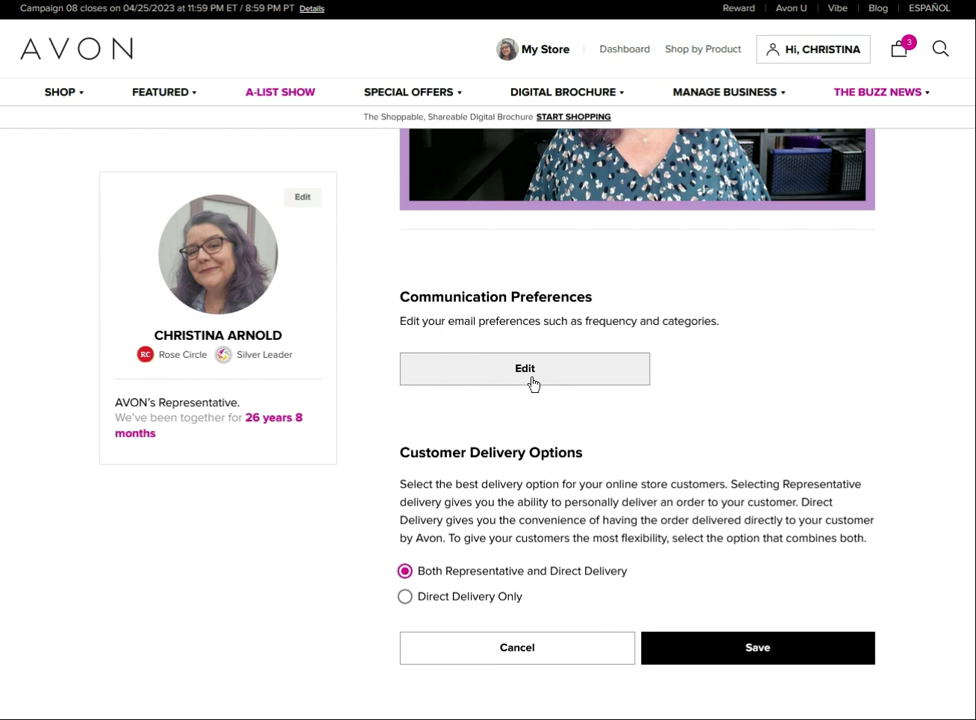 Campaign 08 closes on 04/25/2023 at 11:59 PM ET / 8:59 PM PT Details
Reward Avon U Vibe Blog ESPAÑOL
AVON
My Store Dashboard Shop by Product Hi, CHRISTINA 3
SHOP FEATURED A-LIST SHOW SPECIAL OFFERS DIGITAL BROCHURE MANAGE BUSINESS THE BUZZ NEWS
The Shoppable, Shareable Digital Brochure START SHOPPING
Edit
CHRISTINA ARNOLD
RC Rose Circle Silver Leader
AVON's Representative.
We've been together for 26 years 8
months
Communication Preferences
Edit your email preferences such as frequency and categories.
Edit
Customer Delivery Options
Select the best delivery option for your online store customers. Selecting Representative
delivery gives you the ability to personally deliver an order to your customer. Direct
Delivery gives you the convenience of having the order delivered directly to your customer
by Avon. To give your customers the most flexibility, select the option that combines both.
Both Representative and Direct Delivery
Direct Delivery Only
Cancel Save